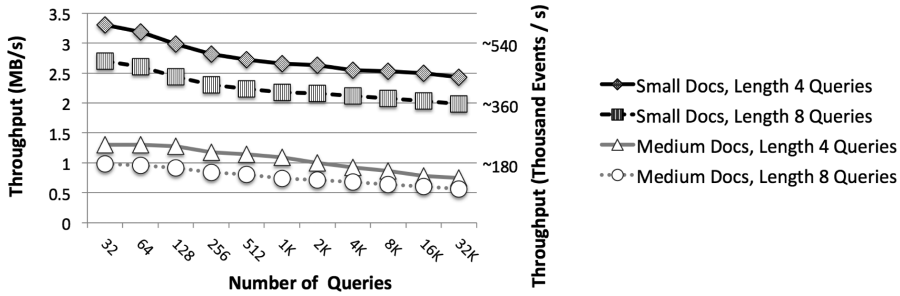 Throughput (MB/s)
3.5
3
2.5
2
1.5
1
0.5
0
32
64
128
256
512
1K
2K
4K
8K
16K
32K
Number of Queries
~540
~360
~180
Throughput (Thousand Events / s)
Small Docs, Length 4 Queries
Small Docs, Length 8 Queries
Medium Docs, Length 4 Queries
Medium Docs, Length 8 Queries